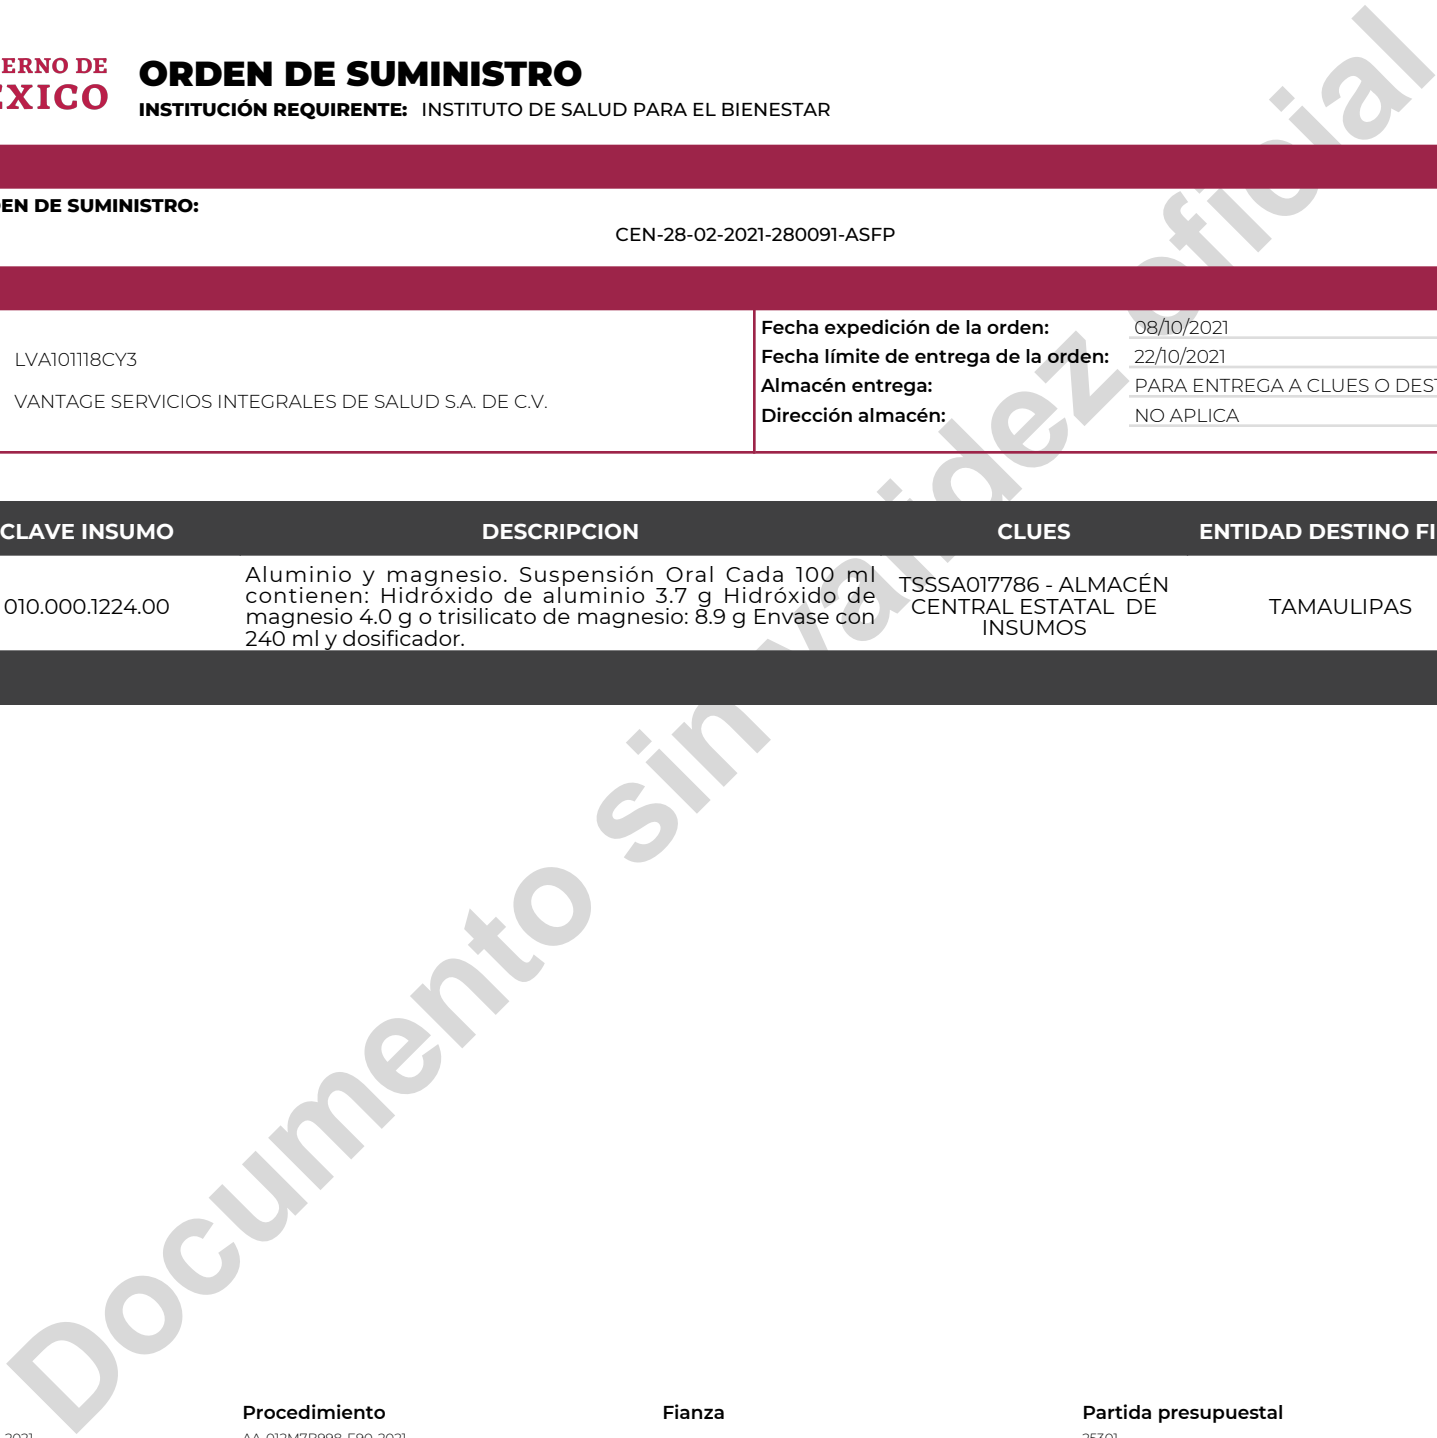 ERNO DE
EXICO
ORDEN DE SUMINISTRO
INSTITUCIÓN REQUIRENTE: INSTITUTO DE SALUD PARA EL BIENESTAR
EN DE SUMINISTRO:
CEN-28-02-2021-280091-ASFP
LVA101118CY3
VANTAGE SERVICIOS INTEGRALES DE SALUD S.A. DE C.V.
Fecha expedición de la orden: 08/10/2021
Fecha límite de entrega de la orden: 22/10/2021
Almacén entrega: PARA ENTREGA A CLUES O DEST
Dirección almacén: NO APLICA
CLAVE INSUMO DESCRIPCION CLUES ENTIDAD DESTINO FI
010.000.1224.00
Aluminio y magnesio. Suspensión Oral Cada 100 ml
contienen: Hidróxido de aluminio 3.7 g Hidróxido de
magnesio 4.0 g o trisilicato de magnesio: 8.9 g Envase con
240 ml y dosificador.
TSSSA017786 - ALMACÉN
CENTRAL ESTATAL DE
INSUMOS
TAMAULIPAS
Documento sin validez oficial
Procedimiento Fianza Partida presupuestal